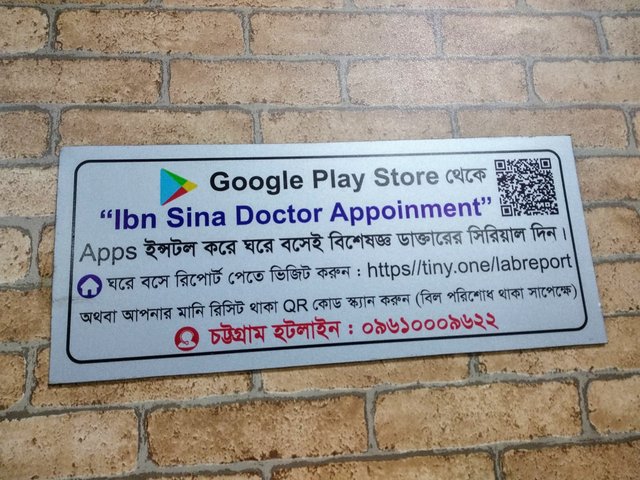 Google Play Store থেকে
“Ibn Sina Doctor Appoinment”
Apps ইন্সটল করে ঘরে বসেই বিশেষজ্ঞ ডাক্তারের সিরিয়াল দিন।
ঘরে বসে রিপোর্ট পেতে ভিজিট করুন : https//tiny.one/labreport
অথবা আপনার মানি রিসিট থাকা QR কোড স্ক্যান করুন (বিল পরিশোধ থাকা সাপেক্ষে)
চট্টগ্রাম হটলাইন : ০৯৬১০০০৯৬২২